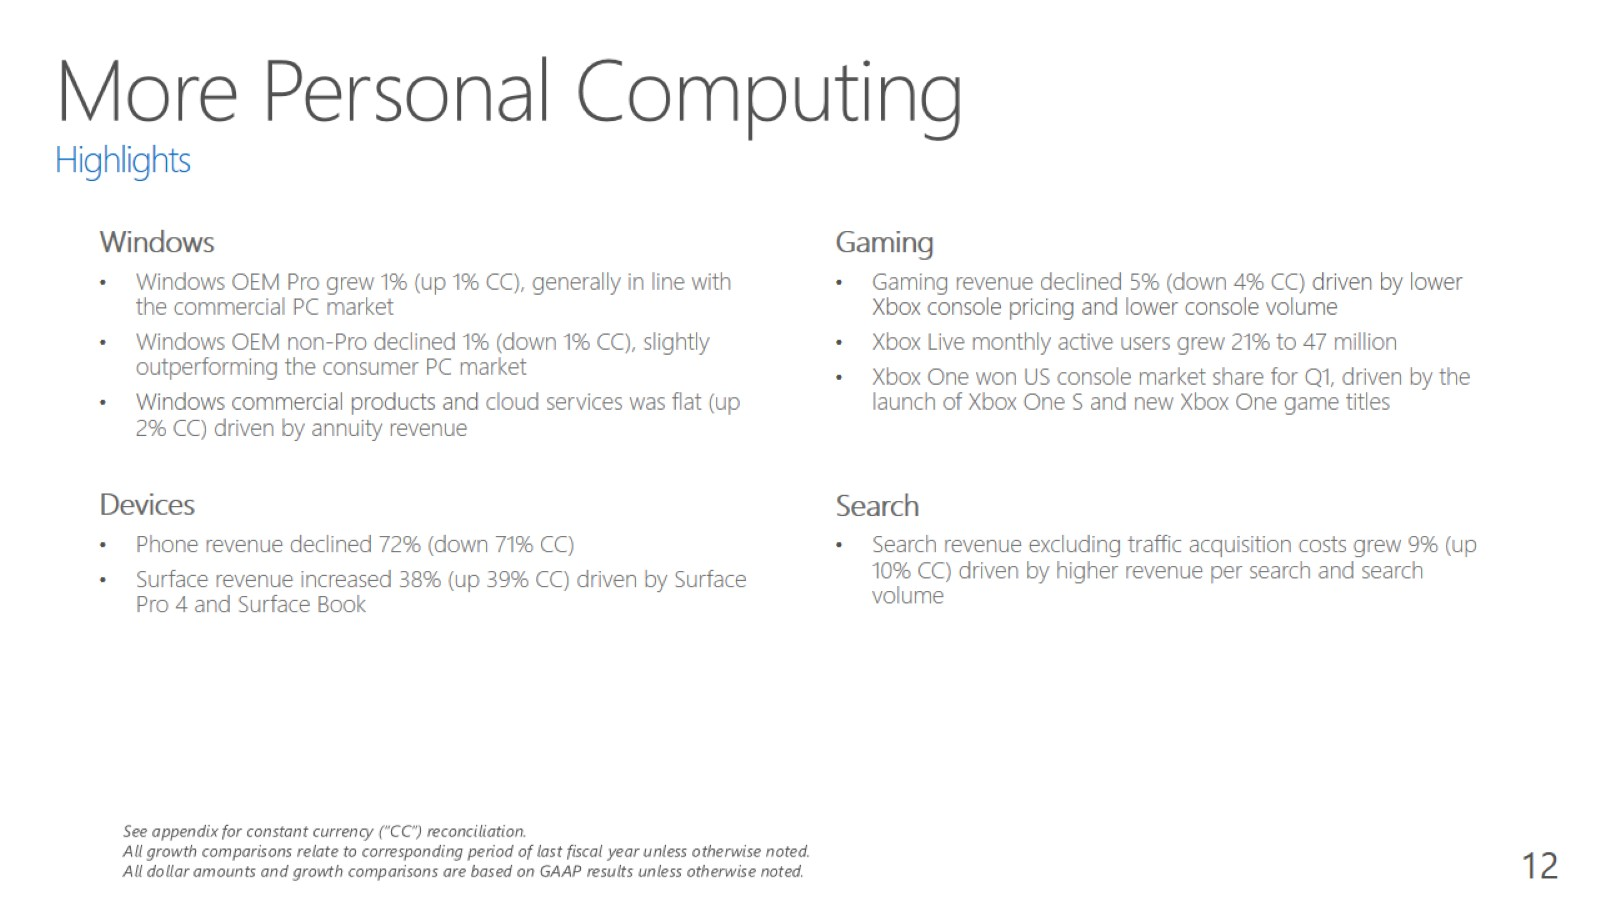 More Personal Computing
Highlights
Windows
• Windows OEM Pro grew 1% (up 1% CC), generally in line with
the commercial PC market
• Windows OEM non-Pro declined 1% (down 1% CC), slightly
outperforming the consumer PC market
• Windows commercial products and cloud services was flat (up
2% CC) driven by annuity revenue
Devices
• Phone revenue declined 72% (down 71% CC)
• Surface revenue increased 38% (up 39% CC) driven by Surface
Pro 4 and Surface Book
Gaming
• Gaming revenue declined 5% (down 4% CC) driven by lower
Xbox console pricing and lower console volume
• Xbox Live monthly active users grew 21% to 47 million
• Xbox One won US console market share for Q1, driven by the
launch of Xbox One S and new Xbox One game titles
Search
• Search revenue excluding traffic acquisition costs grew 9% (up
10% CC) driven by higher revenue per search and search
volume
See appendix for constant currency ("CC") reconciliation.
All growth comparisons relate to corresponding period of last fiscal year unless otherwise noted.
All dollar amounts and growth comparisons are based on GAAP results unless otherwise noted.
12